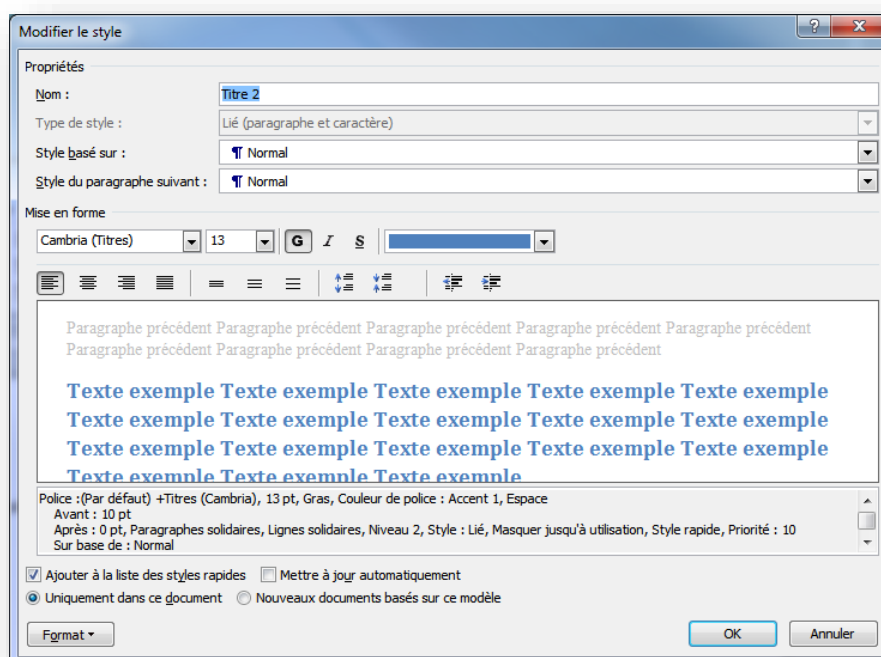 Modifier le style
Propriétés
Nom :
Titre 2
Type de style :
Lié (paragraphe et caractère)
Style basé sur :
¶ Normal
Style du paragraphe suivant :
¶ Normal
Mise en forme
Cambria (Titres) 13 G I S
Paragraphe précédent Paragraphe précédent Paragraphe précédent Paragraphe précédent Paragraphe précédent
Paragraphe précédent Paragraphe précédent Paragraphe précédent Paragraphe précédent
Texte exemple Texte exemple Texte exemple Texte exemple Texte exemple
Texte exemple Texte exemple Texte exemple Texte exemple Texte exemple
Texte exemple Texte exemple Texte exemple Texte exemple Texte exemple
Texte exemple Texte exemple Texte exemple
Police :(Par défaut) +Titres (Cambria), 13 pt, Gras, Couleur de police : Accent 1, Espace
Avant : 10 pt
Après : 0 pt, Paragraphes solidaires, Lignes solidaires, Niveau 2, Style : Lié, Masquer jusqu'à utilisation, Style rapide, Priorité : 10
Sur base de : Normal
Ajouter à la liste des styles rapides Mettre à jour automatiquement
Uniquement dans ce document Nouveaux documents basés sur ce modèle
Format OK Annuler